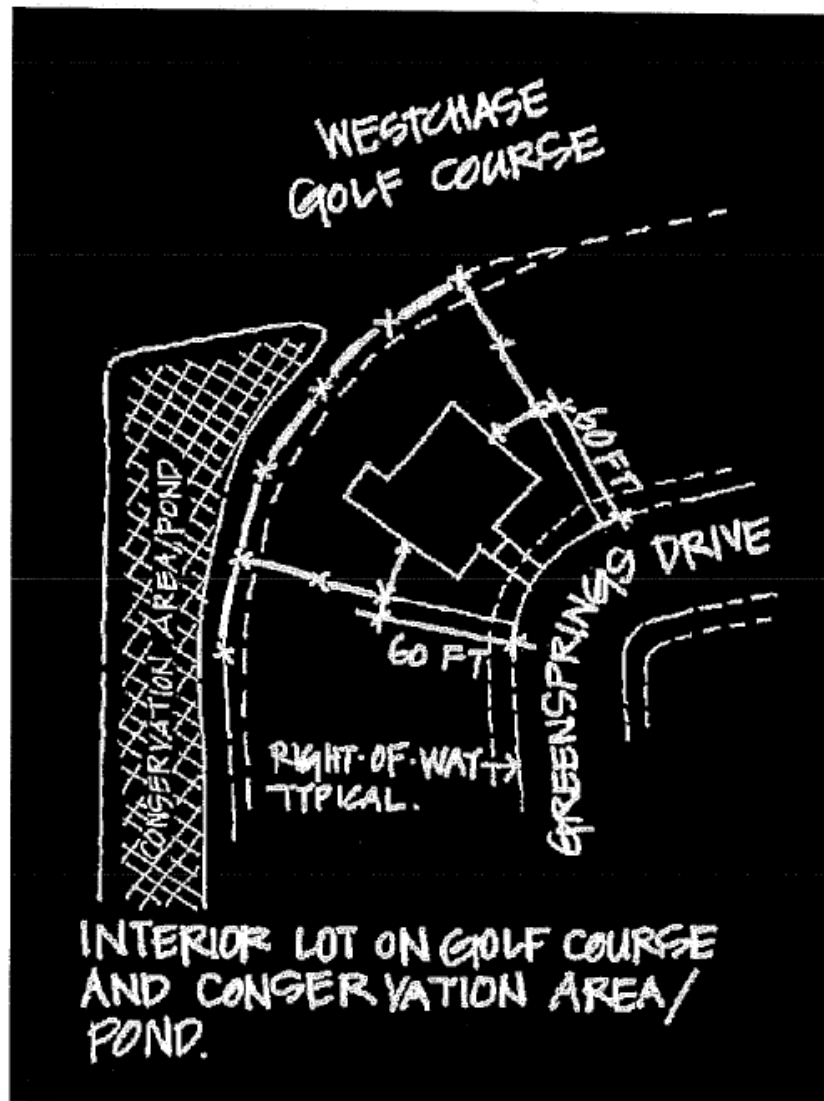 WESTCHASE
GOLF COURSE
60 FT.
GREENSPRINGS DRIVE
CONSERVATION AREA/POND
60 FT
RIGHT-OF-WAY
TYPICAL.
INTERIOR LOT ON GOLF COURSE
AND CONSERVATION AREA/
POND.